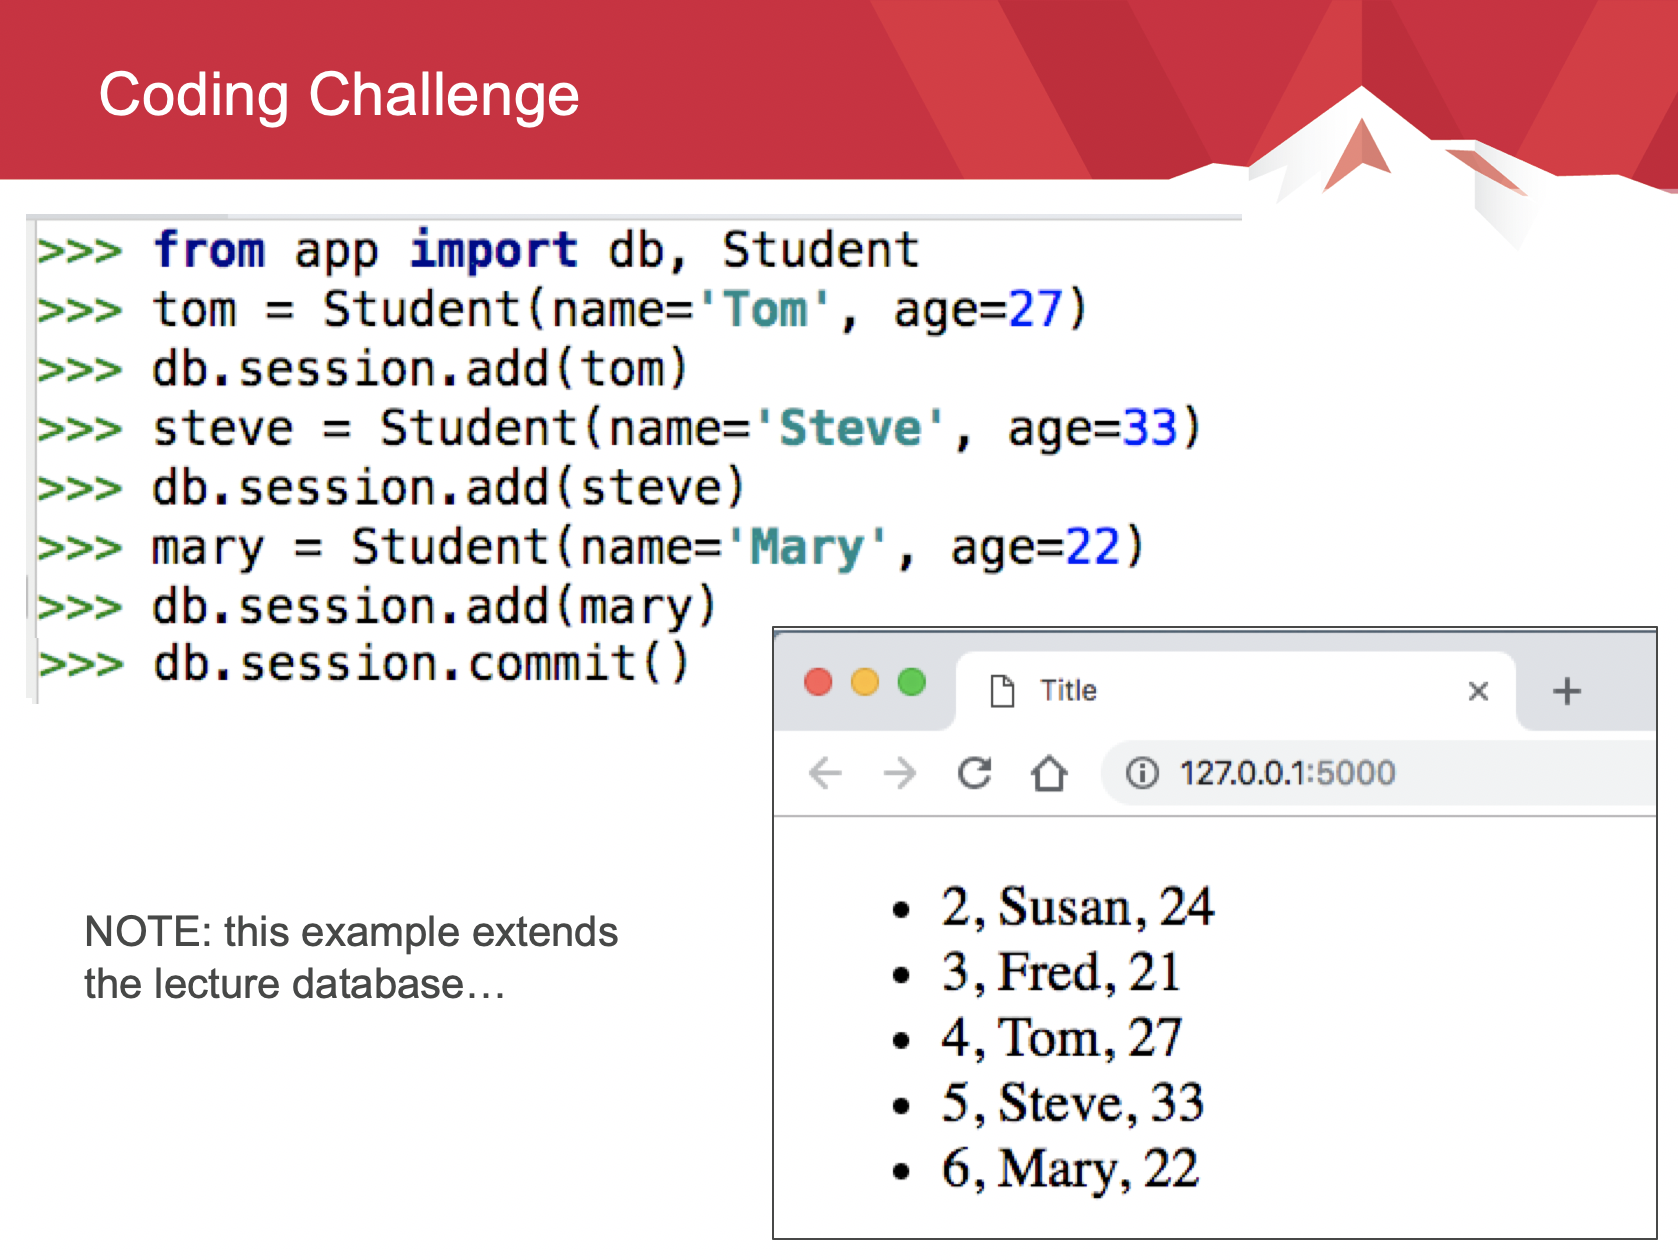 Coding Challenge
>>> from app import db, Student
>>> tom = Student(name='Tom', age=27)
>>> db.session.add(tom)
>>> steve = Student(name='Steve', age=33)
>>> db.session.add(steve)
>>> mary = Student(name='Mary', age=22)
>>> db.session.add(mary)
>>> db.session.commit()
Title
127.0.0.1:5000
• 2, Susan, 24
• 3, Fred, 21
• 4, Tom, 27
• 5, Steve, 33
• 6, Mary, 22
NOTE: this example extends
the lecture database…